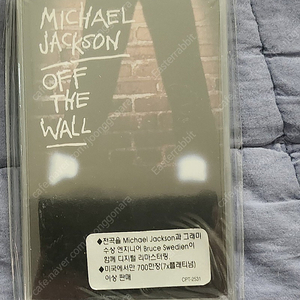 MICHAEL
JACKSON
OFF
THE
WALL
◆전곡을 Michael Jackson과 그래미
수상 엔지니어 Bruce Swedien이
함께 디지털 리마스터링
◆미국에서만 700만장(7x플래티넘)
이상 판매
CPT-2531